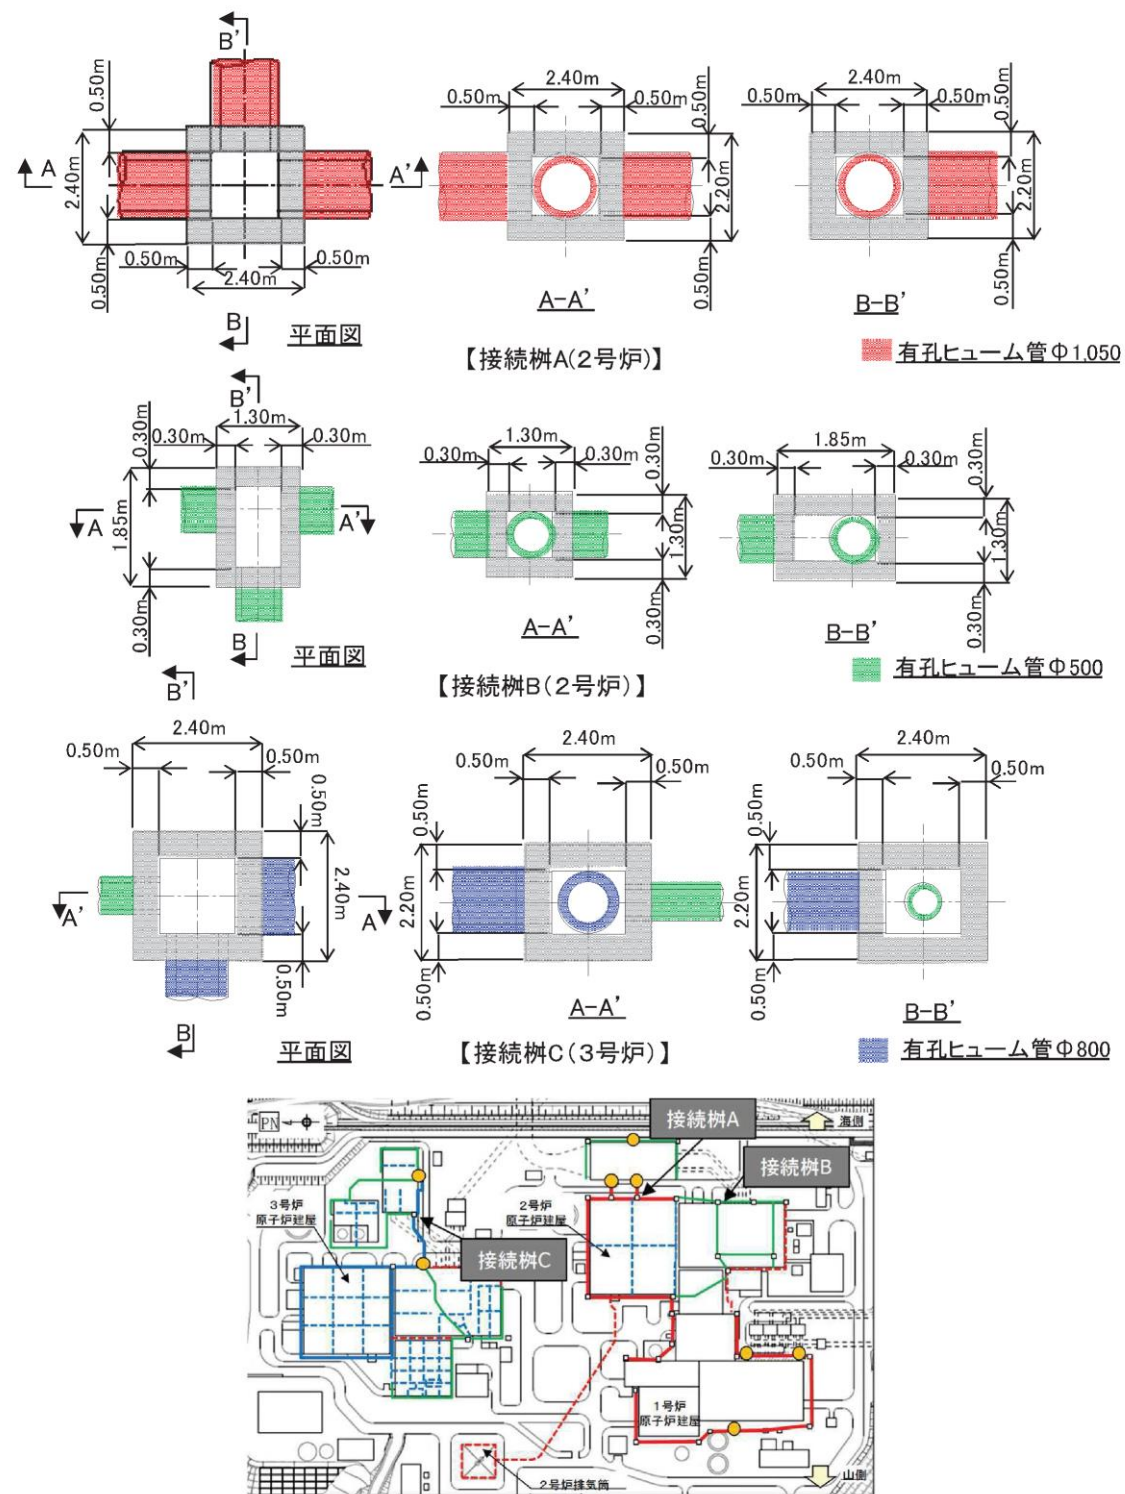 B'
0.50m
2.40m
A
A'
0.50m
0.50m
2.40m
0.50m
B
平面図
2.40m
0.50m
0.50m
0.50m
2.20m
0.50m
A-A'
2.40m
0.50m
0.50m
0.50m
2.20m
0.50m
B-B'
【接続桝A(2号炉)】
有孔ヒューム管Φ1,050
B'
1.30m
0.30m
0.30m
0.30m
1.85m
A
A'
0.30m
B
平面図
1.30m
0.30m
0.30m
0.30m
1.30m
0.30m
A-A'
1.85m
0.30m
0.30m
0.30m
1.30m
0.30m
B-B'
【接続桝B(2号炉)】
有孔ヒューム管Φ500
B'
2.40m
0.50m
0.50m
0.50m
2.40m
A'
A
0.50m
B
平面図
2.40m
0.50m
0.50m
0.50m
2.20m
0.50m
A-A'
2.40m
0.50m
0.50m
0.50m
2.20m
0.50m
B-B'
【接続桝C(3号炉)】
有孔ヒューム管Φ800
PN
接続桝A
海側
接続桝B
3号炉
原子炉建屋
2号炉
原子炉建屋
接続桝C
1号炉
原子炉建屋
2号炉排気筒
山側